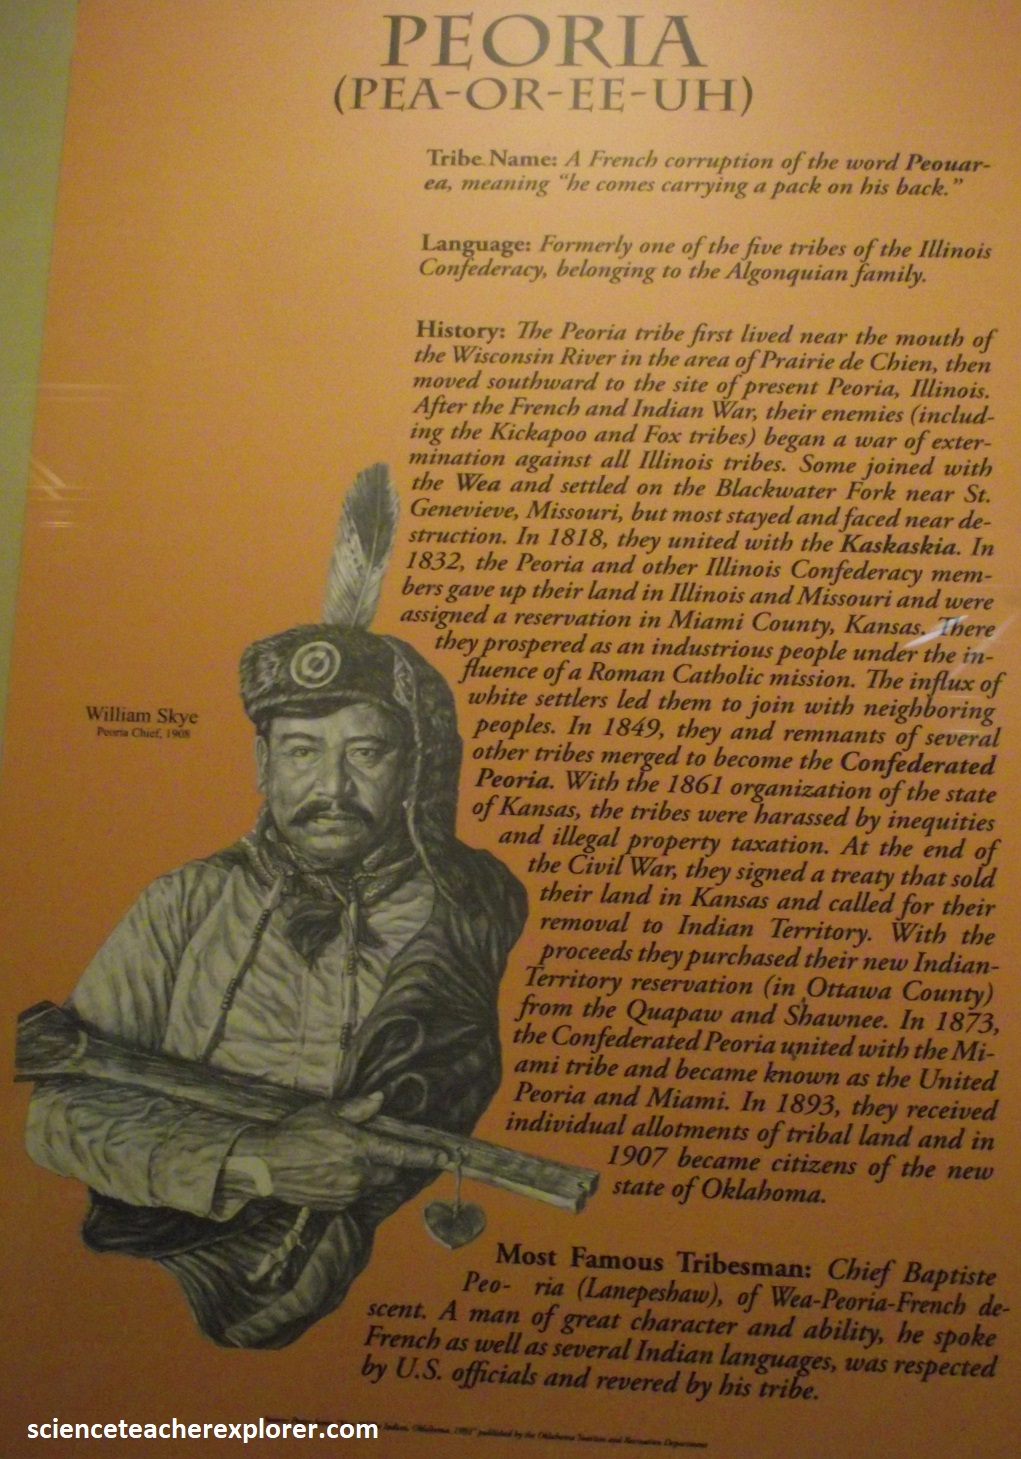 PEORIA
(PEA-OR-EE-UH)
Tribe Name: A French corruption of the word Peouar-
ea, meaning "he comes carrying a pack on his back."
Language: Formerly one of the five tribes of the Illinois
Confederacy, belonging to the Algonquian family.
History: The Peoria tribe first lived near the mouth of
the Wisconsin River in the area of Prairie de Chien, then
moved southward to the site of present Peoria, Illinois.
After the French and Indian War, their enemies (includ-
ing the Kickapoo and Fox tribes) began a war of exter-
mination against all Illinois tribes. Some joined with
the Wea and settled on the Blackwater Fork near St.
Genevieve, Missouri, but most stayed and faced near de-
struction. In 1818, they united with the Kaskaskia. In
1832, the Peoria and other Illinois Confederacy mem-
bers gave up their land in Illinois and Missouri and were
assigned a reservation in Miami County, Kansas. There
they prospered as an industrious people under the in-
fluence of a Roman Catholic mission. The influx of
white settlers led them to join with neighboring
peoples. In 1849, they and remnants of several
other tribes merged to become the Confederated
Peoria. With the 1861 organization of the state
of Kansas, the tribes were harassed by inequities
and illegal property taxation. At the end of
the Civil War, they signed a treaty that sold
their land in Kansas and called for their
removal to Indian Territory. With the
proceeds they purchased their new Indian-
Territory reservation (in Ottawa County)
from the Quapaw and Shawnee. In 1873,
the Confederated Peoria united with the Mi-
ami tribe and became known as the United
Peoria and Miami. In 1893, they received
individual allotments of tribal land and in
1907 became citizens of the new
state of Oklahoma.
William Skye
Peoria Chief, 1908
Most Famous Tribesman: Chief Baptiste
Peo- ria (Lanepeshaw), of Wea-Peoria-French de-
scent. A man of great character and ability, he spoke
French as well as several Indian languages, was respected
by U.S. officials and revered by his tribe.
Indian, Oklahoma, published by the Oklahoma Tourism and Recreation Department
scienceteacherexplorer.com